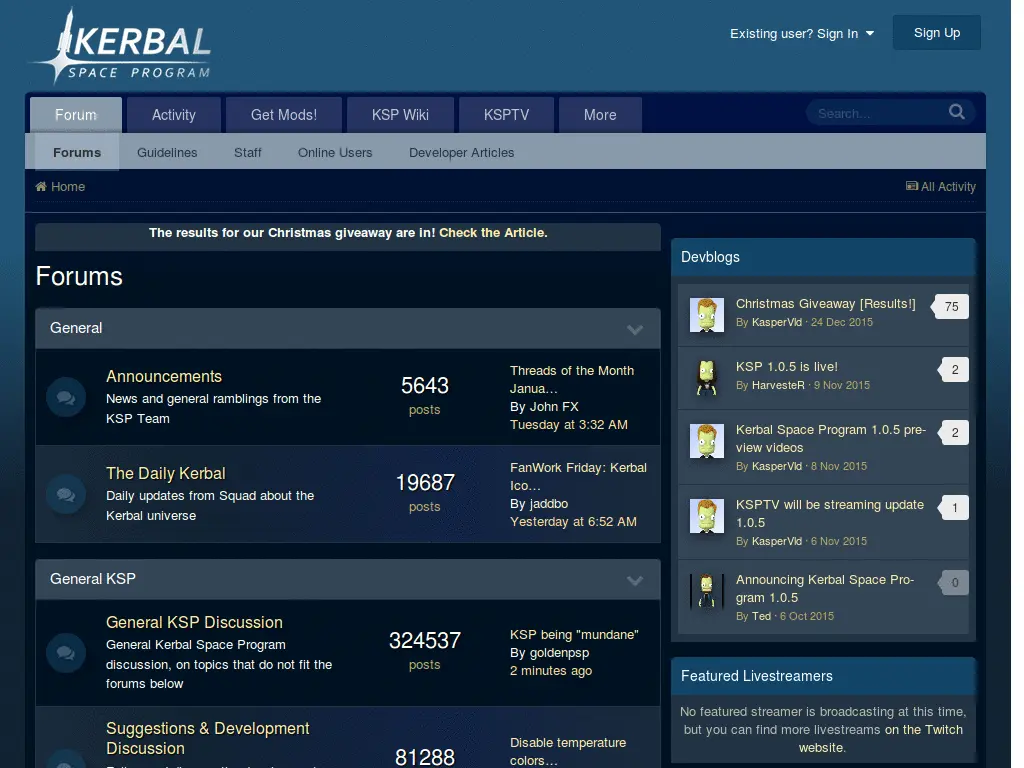 KERBAL
SPACE PROGRAM
Existing user? Sign In
Sign Up
Forum
Activity
Get Mods!
KSP Wiki
KSPTV
More
Search...
Forums
Guidelines
Staff
Online Users
Developer Articles
Home
All Activity
The results for our Christmas giveaway are in! Check the Article.
Forums
General
Announcements
News and general ramblings from the
KSP Team
5643
posts
Threads of the Month
Janua…
By John FX
Tuesday at 3:32 AM
The Daily Kerbal
Daily updates from Squad about the
Kerbal universe
19687
posts
FanWork Friday: Kerbal
Ico…
By jaddbo
Yesterday at 6:52 AM
General KSP
General KSP Discussion
General Kerbal Space Program
discussion, on topics that do not fit the
forums below
324537
posts
KSP being "mundane"
By goldenpsp
2 minutes ago
Suggestions & Development
Discussion
81288
Disable temperature
colors…
Devblogs
Christmas Giveaway [Results!]
By KasperVld · 24 Dec 2015
75
KSP 1.0.5 is live!
By HarvesteR · 9 Nov 2015
2
Kerbal Space Program 1.0.5 pre-
view videos
By KasperVld · 8 Nov 2015
2
KSPTV will be streaming update
1.0.5
By KasperVld · 6 Nov 2015
1
Announcing Kerbal Space Pro-
gram 1.0.5
By Ted · 6 Oct 2015
0
Featured Livestreamers
No featured streamer is broadcasting at this time,
but you can find more livestreams on the Twitch
website.